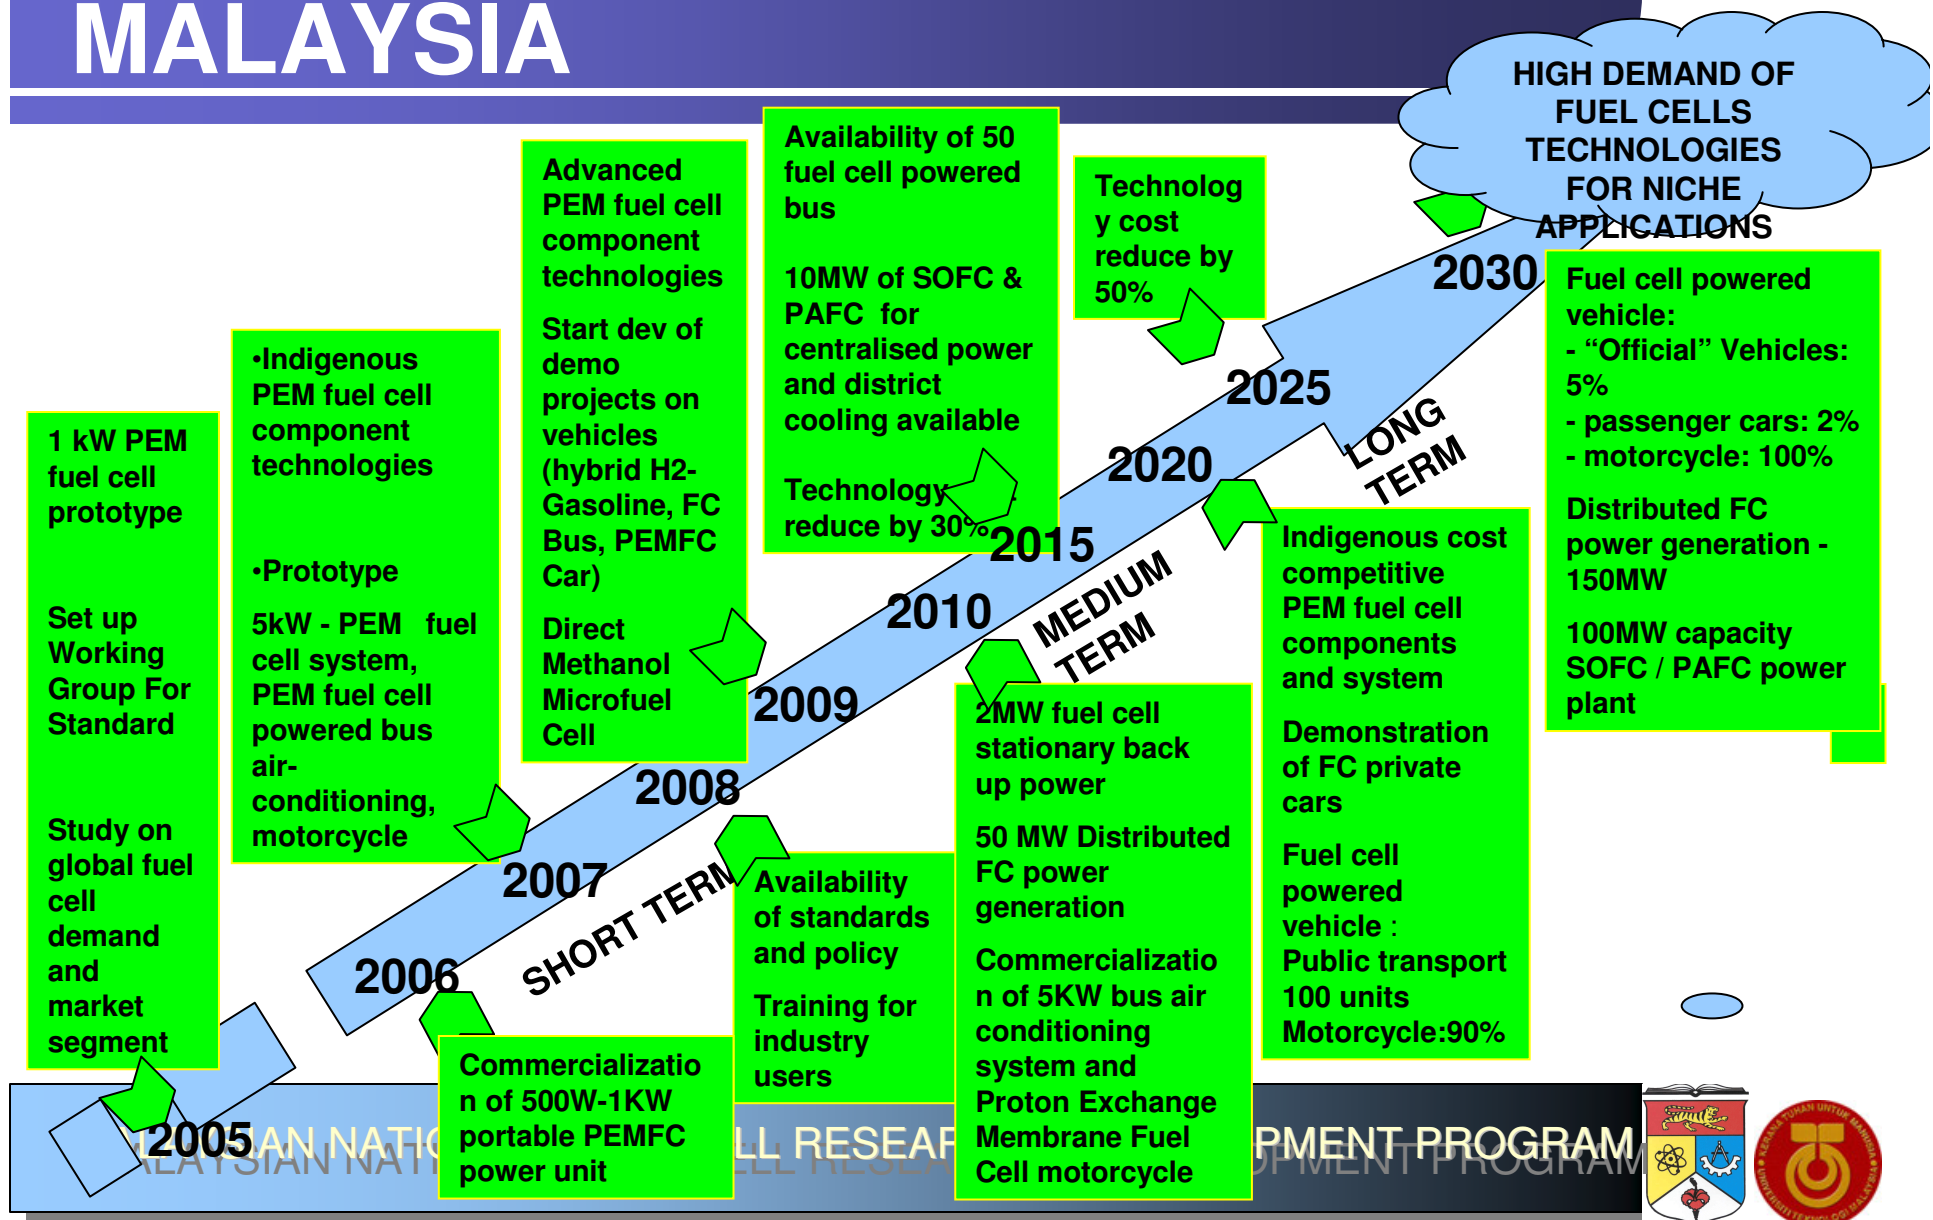 MALAYSIA
HIGH DEMAND OF
FUEL CELLS
TECHNOLOGIES
FOR NICHE
APPLICATIONS
1 kW PEM
fuel cell
prototype
Set up
Working
Group For
Standard
Study on
global fuel
cell
demand
and
market
segment
2005
•Indigenous
PEM fuel cell
component
technologies
•Prototype
5kW - PEM fuel
cell system,
PEM fuel cell
powered bus
air-
conditioning,
motorcycle
2006
Commercializatio
n of 500W-1KW
portable PEMFC
power unit
2007
SHORT TERM
Advanced
PEM fuel cell
component
technologies
Start dev of
demo
projects on
vehicles
(hybrid H2-
Gasoline, FC
Bus, PEMFC
Car)
Direct
Methanol
Microfuel
Cell
2008
Availability
of standards
and policy
Training for
industry
users
2009
Availability of 50
fuel cell powered
bus
10MW of SOFC &
PAFC for
centralised power
and district
cooling available
Technology
reduce by 30%
2010
2MW fuel cell
stationary back
up power
50 MW Distributed
FC power
generation
Commercializatio
n of 5KW bus air
conditioning
system and
Proton Exchange
Membrane Fuel
Cell motorcycle
2015
MEDIUM
TERM
Technolog
y cost
reduce by
50%
2020
Indigenous cost
competitive
PEM fuel cell
components
and system
Demonstration
of FC private
cars
Fuel cell
powered
vehicle :
Public transport
100 units
Motorcycle:90%
2025
LONG
TERM
2030
Fuel cell powered
vehicle:
- “Official” Vehicles:
5%
- passenger cars: 2%
- motorcycle: 100%
Distributed FC
power generation -
150MW
100MW capacity
SOFC / PAFC power
plant
PROGRAM